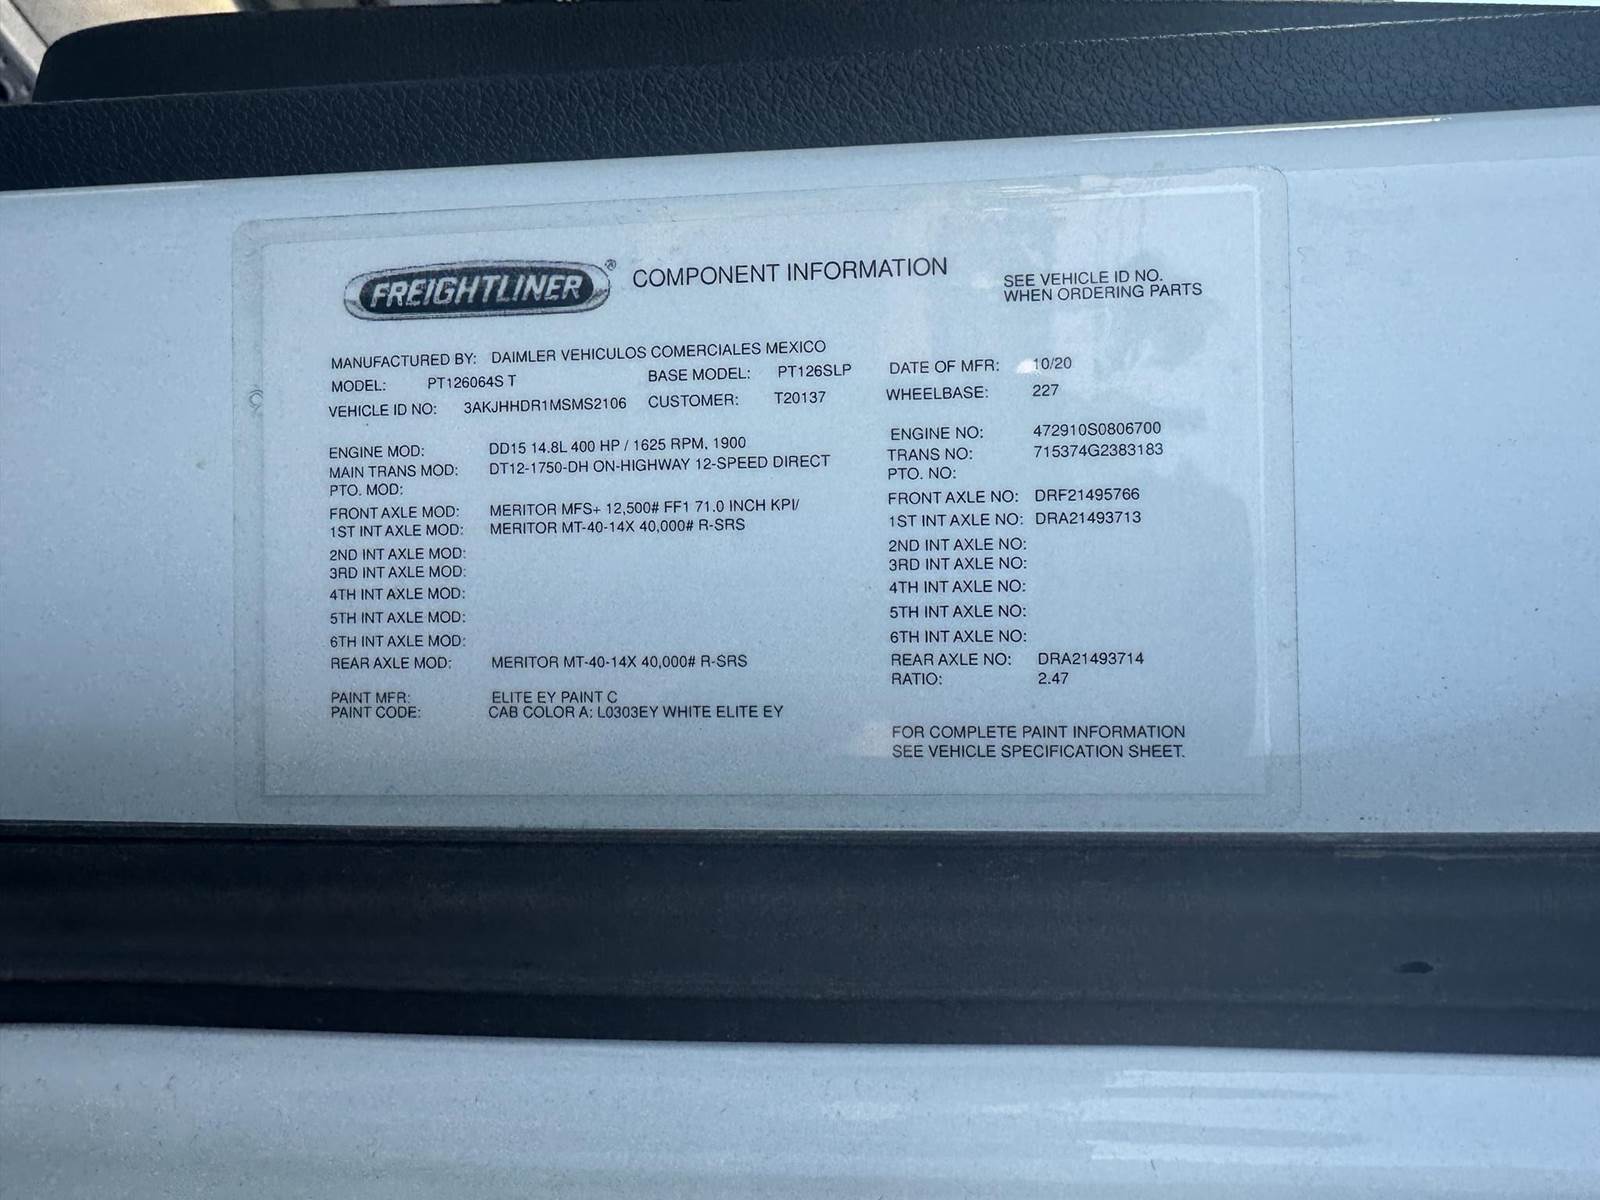 FREIGHTLINER® COMPONENT INFORMATION
SEE VEHICLE ID NO.
WHEN ORDERING PARTS
MANUFACTURED BY: DAIMLER VEHICULOS COMERCIALES MEXICO
MODEL: PT126064S T BASE MODEL: PT126SLP DATE OF MFR: 10/20
VEHICLE ID NO: 3AKJHHDR1MSMS2106 CUSTOMER: T20137 WHEELBASE: 227
ENGINE MOD: DD15 14.8L 400 HP / 1625 RPM, 1900 ENGINE NO: 472910S0806700
MAIN TRANS MOD: DT12-1750-DH ON-HIGHWAY 12-SPEED DIRECT TRANS NO: 715374G2383183
PTO. MOD: PTO. NO:
FRONT AXLE MOD: MERITOR MFS+ 12,500# FF1 71.0 INCH KPI/ FRONT AXLE NO: DRF21495766
1ST INT AXLE MOD: MERITOR MT-40-14X 40,000# R-SRS 1ST INT AXLE NO: DRA21493713
2ND INT AXLE MOD: 2ND INT AXLE NO:
3RD INT AXLE MOD: 3RD INT AXLE NO:
4TH INT AXLE MOD: 4TH INT AXLE NO:
5TH INT AXLE MOD: 5TH INT AXLE NO:
6TH INT AXLE MOD: 6TH INT AXLE NO:
REAR AXLE MOD: MERITOR MT-40-14X 40,000# R-SRS REAR AXLE NO: DRA21493714
RATIO: 2.47
PAINT MFR: ELITE EY PAINT C
PAINT CODE: CAB COLOR A: L0303EY WHITE ELITE EY
FOR COMPLETE PAINT INFORMATION
SEE VEHICLE SPECIFICATION SHEET.